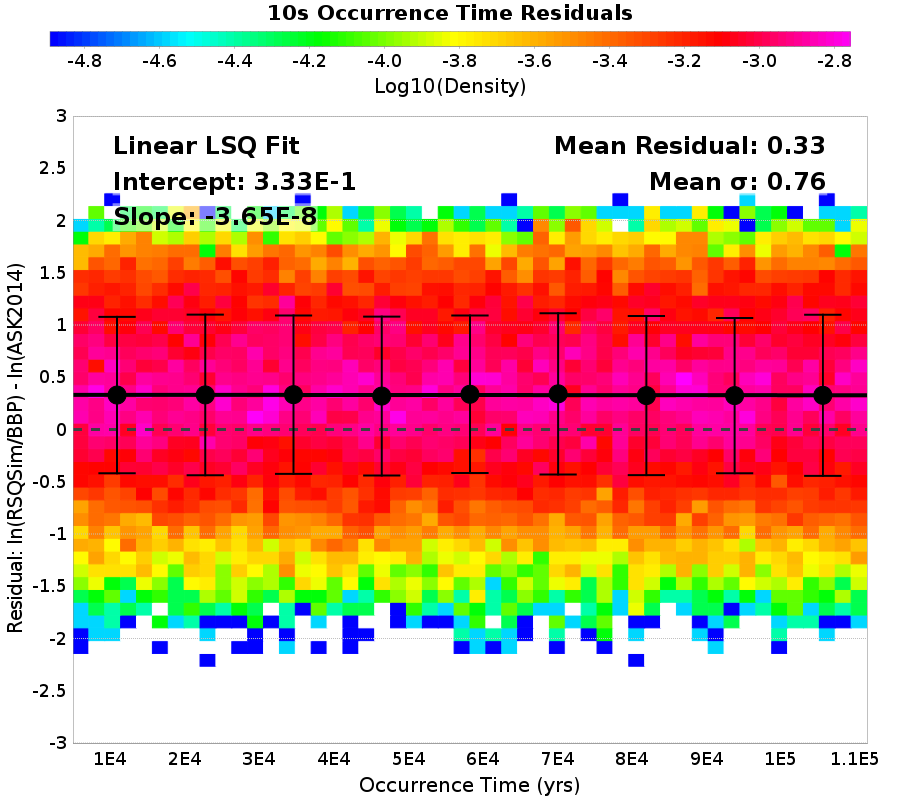 10s Occurrence Time Residuals
-4.8 -4.6 -4.4 -4.2 -4.0 -3.8 -3.6 -3.4 -3.2 -3.0 -2.8
Log10(Density)
Linear LSQ Fit
Intercept: 3.33E-1
Slope: -3.65E-8
Mean Residual: 0.33
Mean σ: 0.76
Residual: ln(RSQSim/BBP) - ln(ASK2014)
3
2.5
2
1.5
1
0.5
0
-0.5
-1
-1.5
-2
-2.5
-3
1E4 2E4 3E4 4E4 5E4 6E4 7E4 8E4 9E4 1E5 1.1E5
Occurrence Time (yrs)